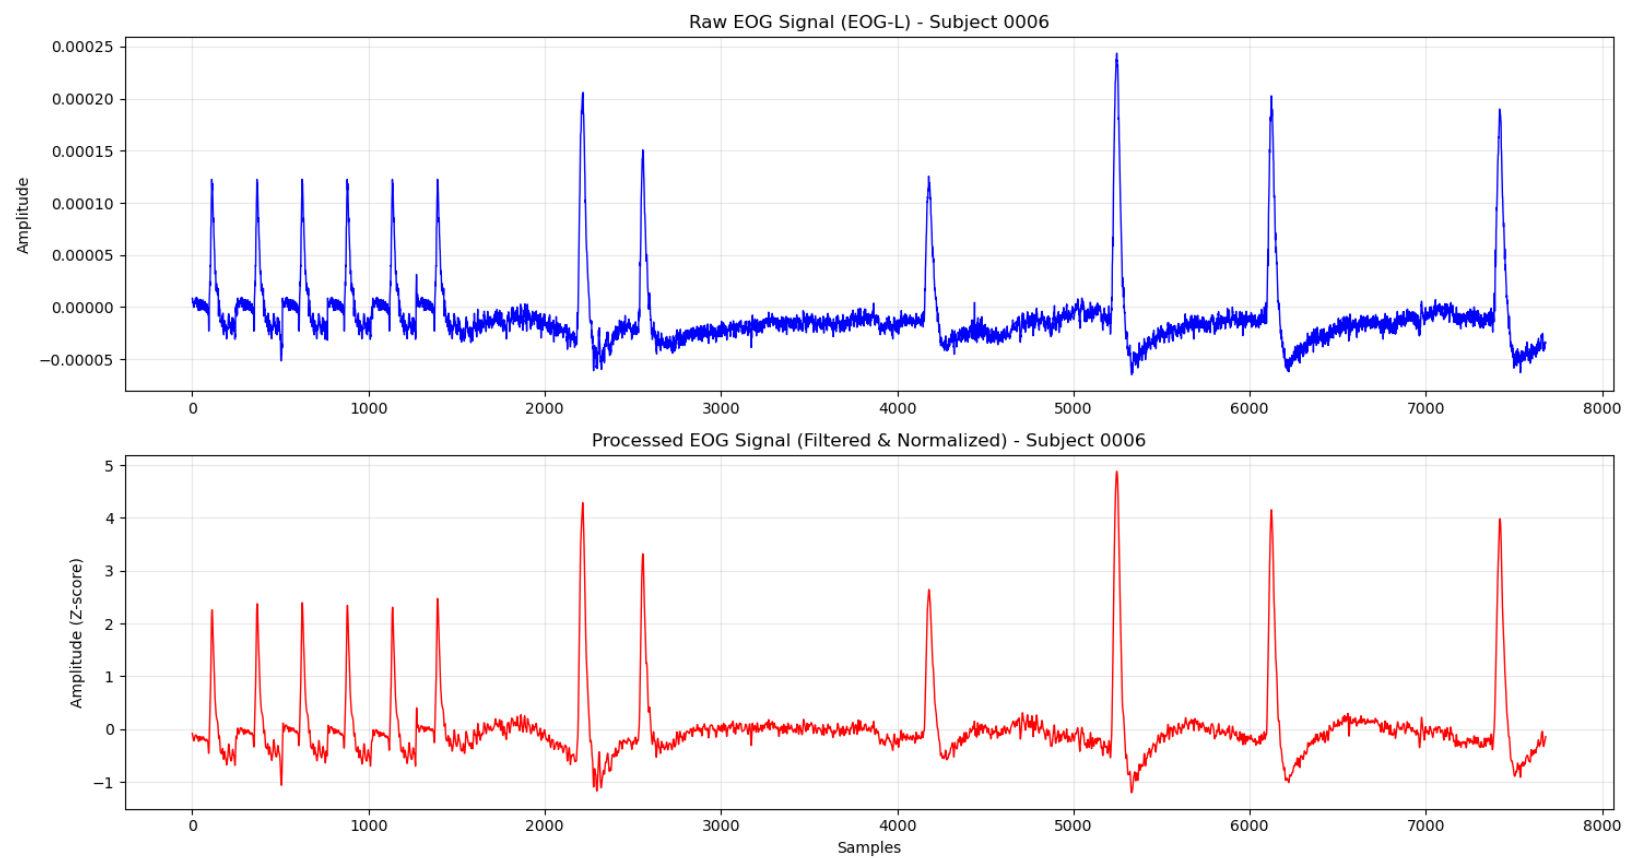 Raw EOG Signal (EOG-L) - Subject 0006
Amplitude
0.00025
0.00020
0.00015
0.00010
0.00005
0.00000
−0.00005
0 1000 2000 3000 4000 5000 6000 7000 8000
Processed EOG Signal (Filtered & Normalized) - Subject 0006
Amplitude (Z-score)
5
4
3
2
1
0
−1
0 1000 2000 3000 4000 5000 6000 7000 8000
Samples